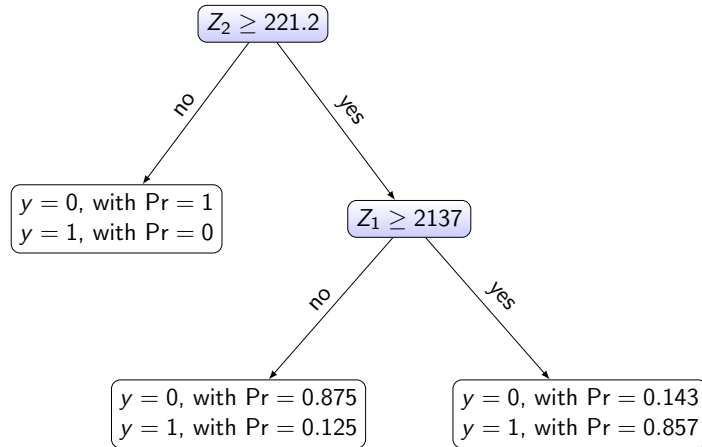 Z₂ ≥ 221.2
no
yes
y = 0, with Pr = 1
y = 1, with Pr = 0
Z₁ ≥ 2137
no
yes
y = 0, with Pr = 0.875
y = 1, with Pr = 0.125
y = 0, with Pr = 0.143
y = 1, with Pr = 0.857